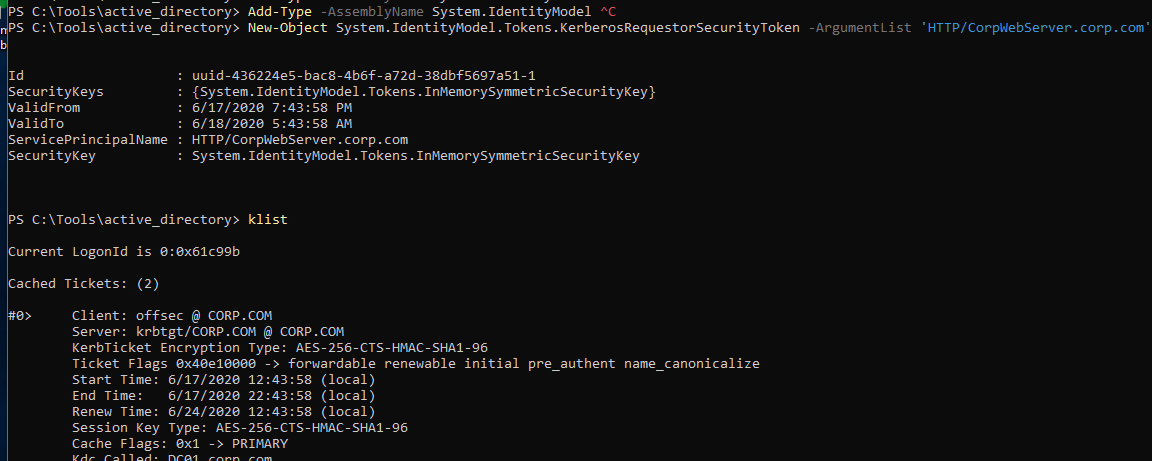 PS C:\Tools\active_directory> Add-Type -AssemblyName System.IdentityModel ^C
PS C:\Tools\active_directory> New-Object System.IdentityModel.Tokens.KerberosRequestorSecurityToken -ArgumentList 'HTTP/CorpWebServer.corp.com'
Id : uuid-436224e5-bac8-4b6f-a72d-38dbf5697a51-1
SecurityKeys : {System.IdentityModel.Tokens.InMemorySymmetricSecurityKey}
ValidFrom : 6/17/2020 7:43:58 PM
ValidTo : 6/18/2020 5:43:58 AM
ServicePrincipalName : HTTP/CorpWebServer.corp.com
SecurityKey : System.IdentityModel.Tokens.InMemorySymmetricSecurityKey
PS C:\Tools\active_directory> klist
Current LogonId is 0:0x61c99b
Cached Tickets: (2)
#0> Client: offsec @ CORP.COM
Server: krbtgt/CORP.COM @ CORP.COM
KerbTicket Encryption Type: AES-256-CTS-HMAC-SHA1-96
Ticket Flags 0x40e10000 -> forwardable renewable initial pre_authent name_canonicalize
Start Time: 6/17/2020 12:43:58 (local)
End Time: 6/17/2020 22:43:58 (local)
Renew Time: 6/24/2020 12:43:58 (local)
Session Key Type: AES-256-CTS-HMAC-SHA1-96
Cache Flags: 0x1 -> PRIMARY
Kdc Called: DC01.corp.com